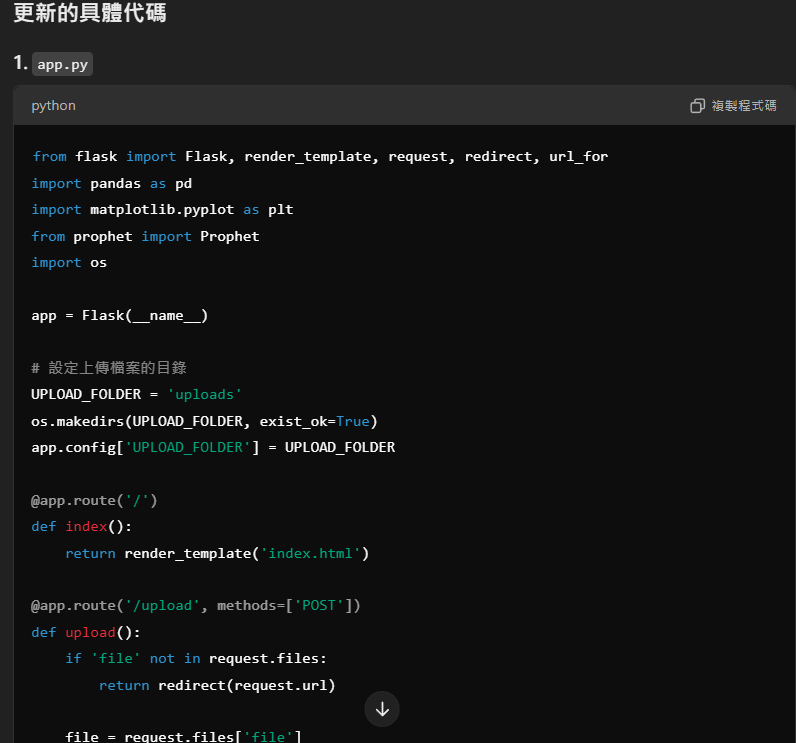 更新的具體代碼
1. app.py
python
複製程式碼
from flask import Flask, render_template, request, redirect, url_for
import pandas as pd
import matplotlib.pyplot as plt
from prophet import Prophet
import os
app = Flask(__name__)
# 設定上傳檔案的目錄
UPLOAD_FOLDER = 'uploads'
os.makedirs(UPLOAD_FOLDER, exist_ok=True)
app.config['UPLOAD_FOLDER'] = UPLOAD_FOLDER
@app.route('/')
def index():
    return render_template('index.html')
@app.route('/upload', methods=['POST'])
def upload():
    if 'file' not in request.files:
        return redirect(request.url)
    file = request.files['file']